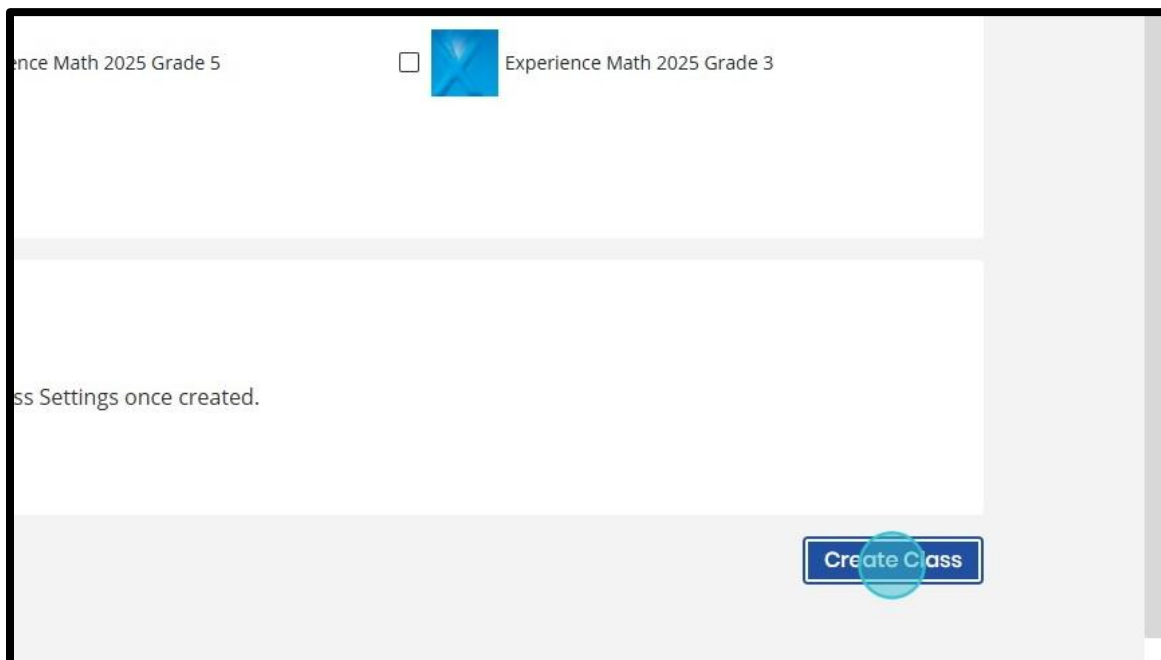 ence Math 2025 Grade 5
Experience Math 2025 Grade 3
ss Settings once created.
Create Class